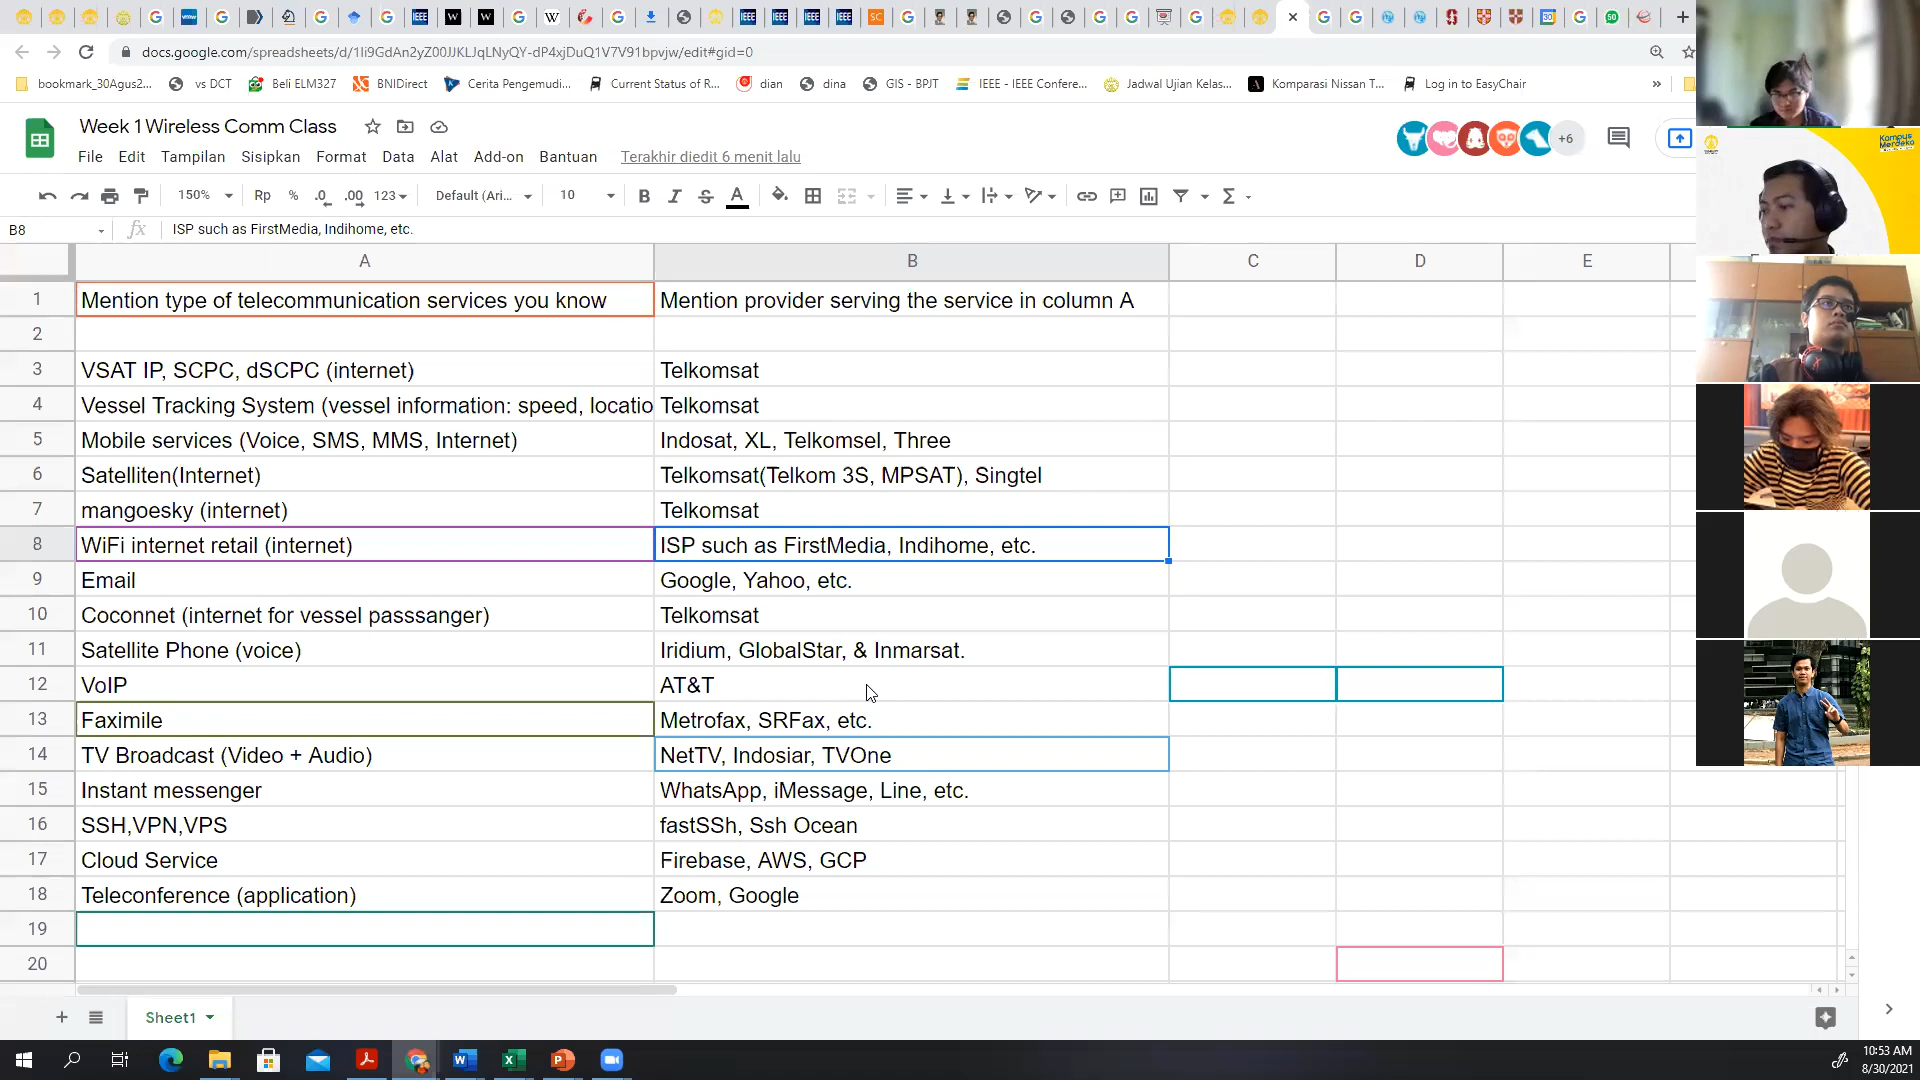 docs.google.com/spreadsheets/d/1Ii9GdAn2yZ00JJKLJqLNyQY-dP4xjDuQ1V7V91bpvjw/edit#gid=0
bookmark_30Agus2... vs DCT Beli ELM327 BNIDirect Cerita Pengemudi... Current Status of R... dian dina GIS - BPJT IEEE - IEEE Confere... Jadwal Ujian Kelas... Komparasi Nissan T... Log in to EasyChair »
Week 1 Wireless Comm Class
+6
File Edit Tampilan Sisipkan Format Data Alat Add-on Bantuan Terakhir diedit 6 menit lalu
150% Rp % .0 .00 123 Default (Ari... 10 B I S A
B8 fx ISP such as FirstMedia, Indihome, etc.
A B C D E
1 Mention type of telecommunication services you know Mention provider serving the service in column A
2
3 VSAT IP, SCPC, dSCPC (internet) Telkomsat
4 Vessel Tracking System (vessel information: speed, locatio Telkomsat
5 Mobile services (Voice, SMS, MMS, Internet) Indosat, XL, Telkomsel, Three
6 Satelliten(Internet) Telkomsat(Telkom 3S, MPSAT), Singtel
7 mangoesky (internet) Telkomsat
8 WiFi internet retail (internet) ISP such as FirstMedia, Indihome, etc.
9 Email Google, Yahoo, etc.
10 Coconnet (internet for vessel passsanger) Telkomsat
11 Satellite Phone (voice) Iridium, GlobalStar, & Inmarsat.
12 VoIP AT&T
13 Faximile Metrofax, SRFax, etc.
14 TV Broadcast (Video + Audio) NetTV, Indosiar, TVOne
15 Instant messenger WhatsApp, iMessage, Line, etc.
16 SSH,VPN,VPS fastSSh, Ssh Ocean
17 Cloud Service Firebase, AWS, GCP
18 Teleconference (application) Zoom, Google
19
20
Sheet1
10:53 AM
8/30/2021
Kampus
Merdeka